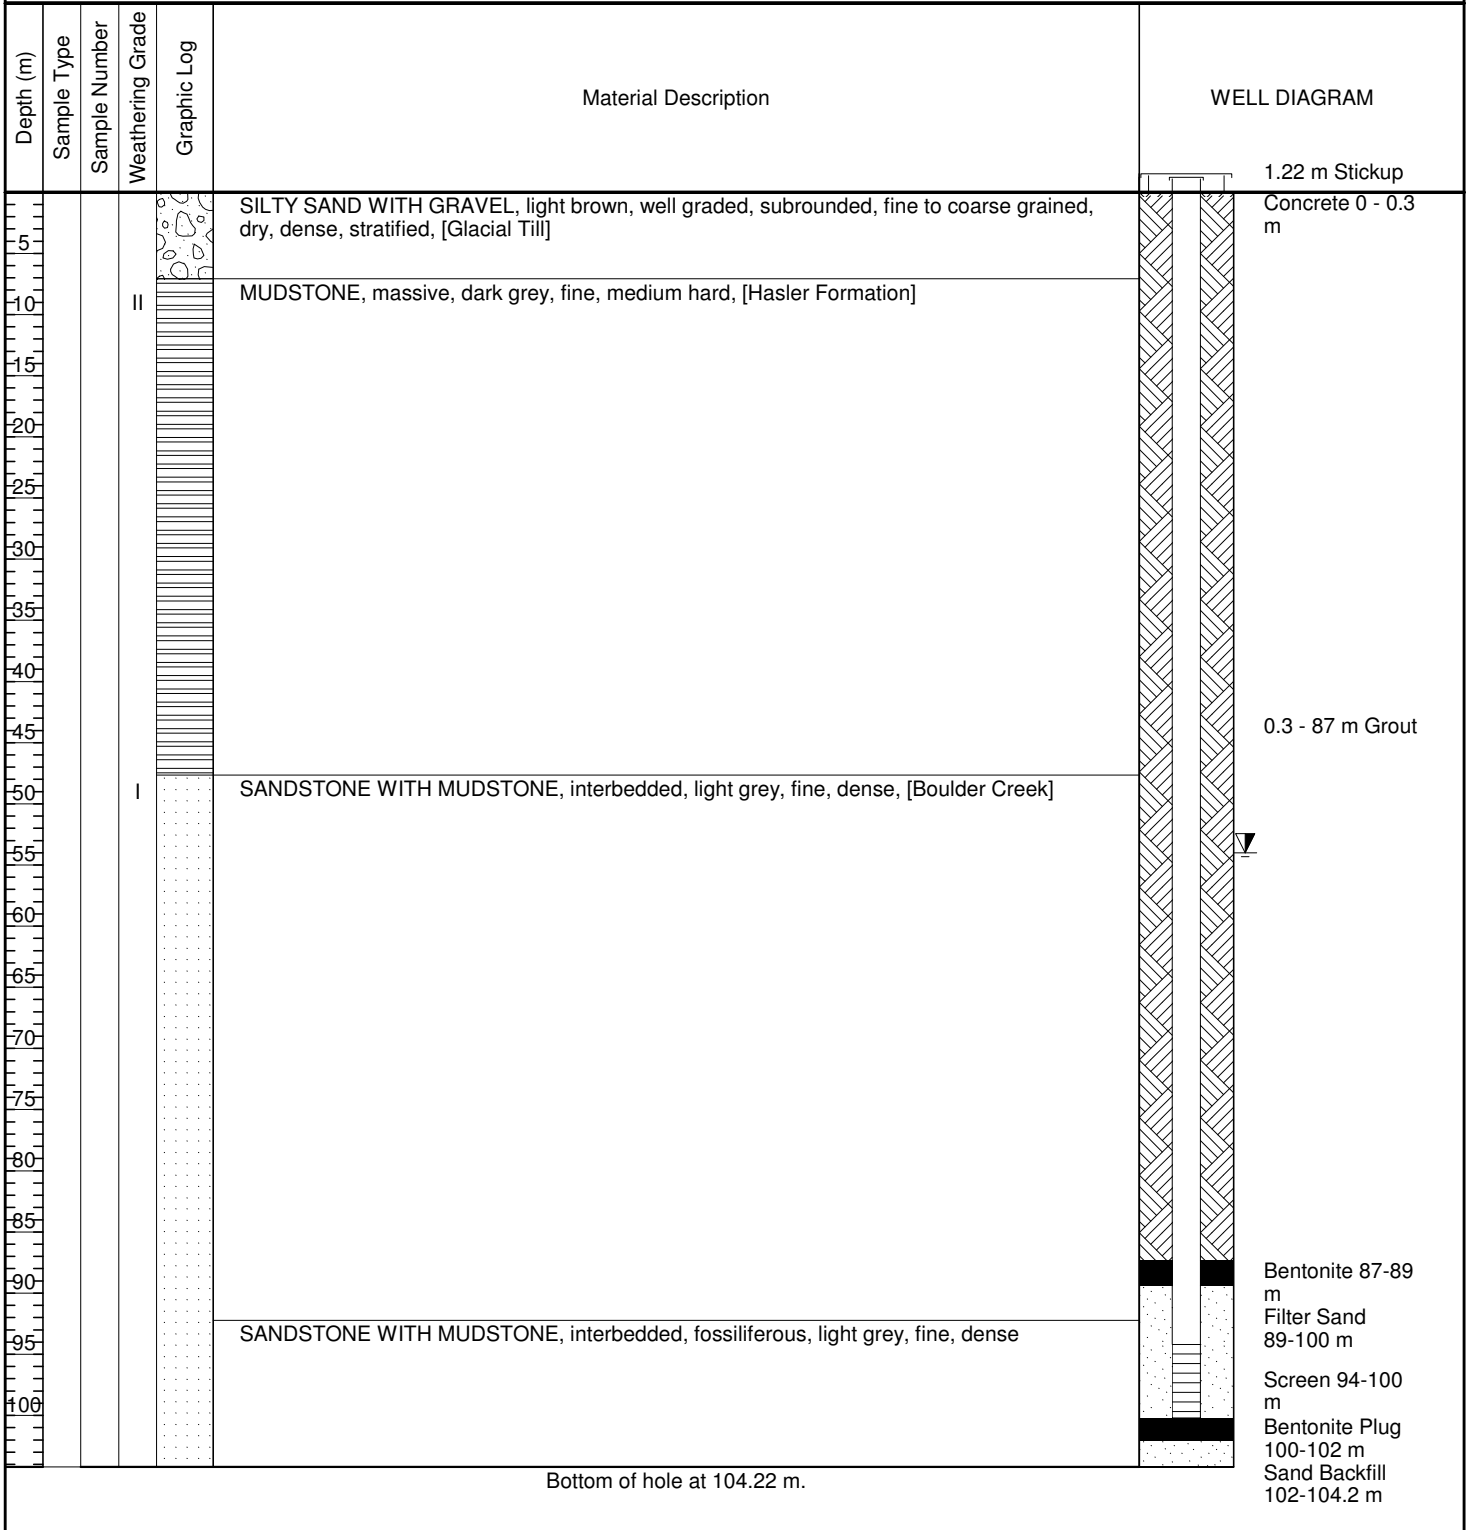 Depth (m)
Sample Type
Sample Number
Weathering Grade
Graphic Log
Material Description
WELL DIAGRAM
1.22 m Stickup
SILTY SAND WITH GRAVEL, light brown, well graded, subrounded, fine to coarse grained,
dry, dense, stratified, [Glacial Till]
Concrete 0 - 0.3
m
5
MUDSTONE, massive, dark grey, fine, medium hard, [Hasler Formation]
10
II
15
20
25
30
35
40
45
0.3 - 87 m Grout
50
I
SANDSTONE WITH MUDSTONE, interbedded, light grey, fine, dense, [Boulder Creek]
55
60
65
70
75
80
85
90
Bentonite 87-89
m
Filter Sand
89-100 m
SANDSTONE WITH MUDSTONE, interbedded, fossiliferous, light grey, fine, dense
95
Screen 94-100
m
100
Bentonite Plug
100-102 m
Sand Backfill
102-104.2 m
Bottom of hole at 104.22 m.